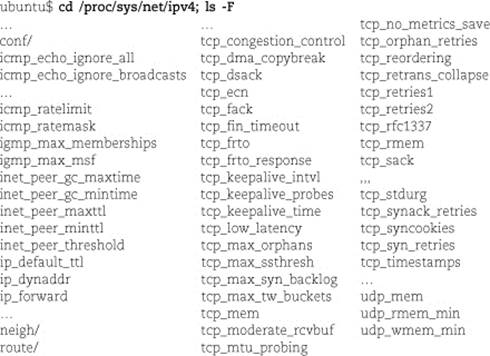 ubuntu$ cd /proc/sys/net/ipv4; ls -F
…
conf/
icmp_echo_ignore_all
icmp_echo_ignore_broadcasts
…
icmp_ratelimit
icmp_ratemask
igmp_max_memberships
igmp_max_msf
inet_peer_gc_maxtime
inet_peer_gc_mintime
inet_peer_maxttl
inet_peer_minttl
inet_peer_threshold
ip_default_ttl
ip_dynaddr
ip_forward
…
neigh/
route/
…
tcp_congestion_control
tcp_dma_copybreak
tcp_dsack
tcp_ecn
tcp_fack
tcp_fin_timeout
tcp_frto
tcp_frto_response
tcp_keepalive_intvl
tcp_keepalive_probes
tcp_keepalive_time
tcp_low_latency
tcp_max_orphans
tcp_max_ssthresh
tcp_max_syn_backlog
tcp_max_tw_buckets
tcp_mem
tcp_moderate_rcvbuf
tcp_mtu_probing
tcp_no_metrics_save
tcp_orphan_retries
tcp_reordering
tcp_retrans_collapse
tcp_retries1
tcp_retries2
tcp_rfc1337
tcp_rmem
tcp_sack
,,,
tcp_stdurg
tcp_synack_retries
tcp_syncookies
tcp_syn_retries
tcp_timestamps
…
udp_mem
udp_rmem_min
udp_wmem_min